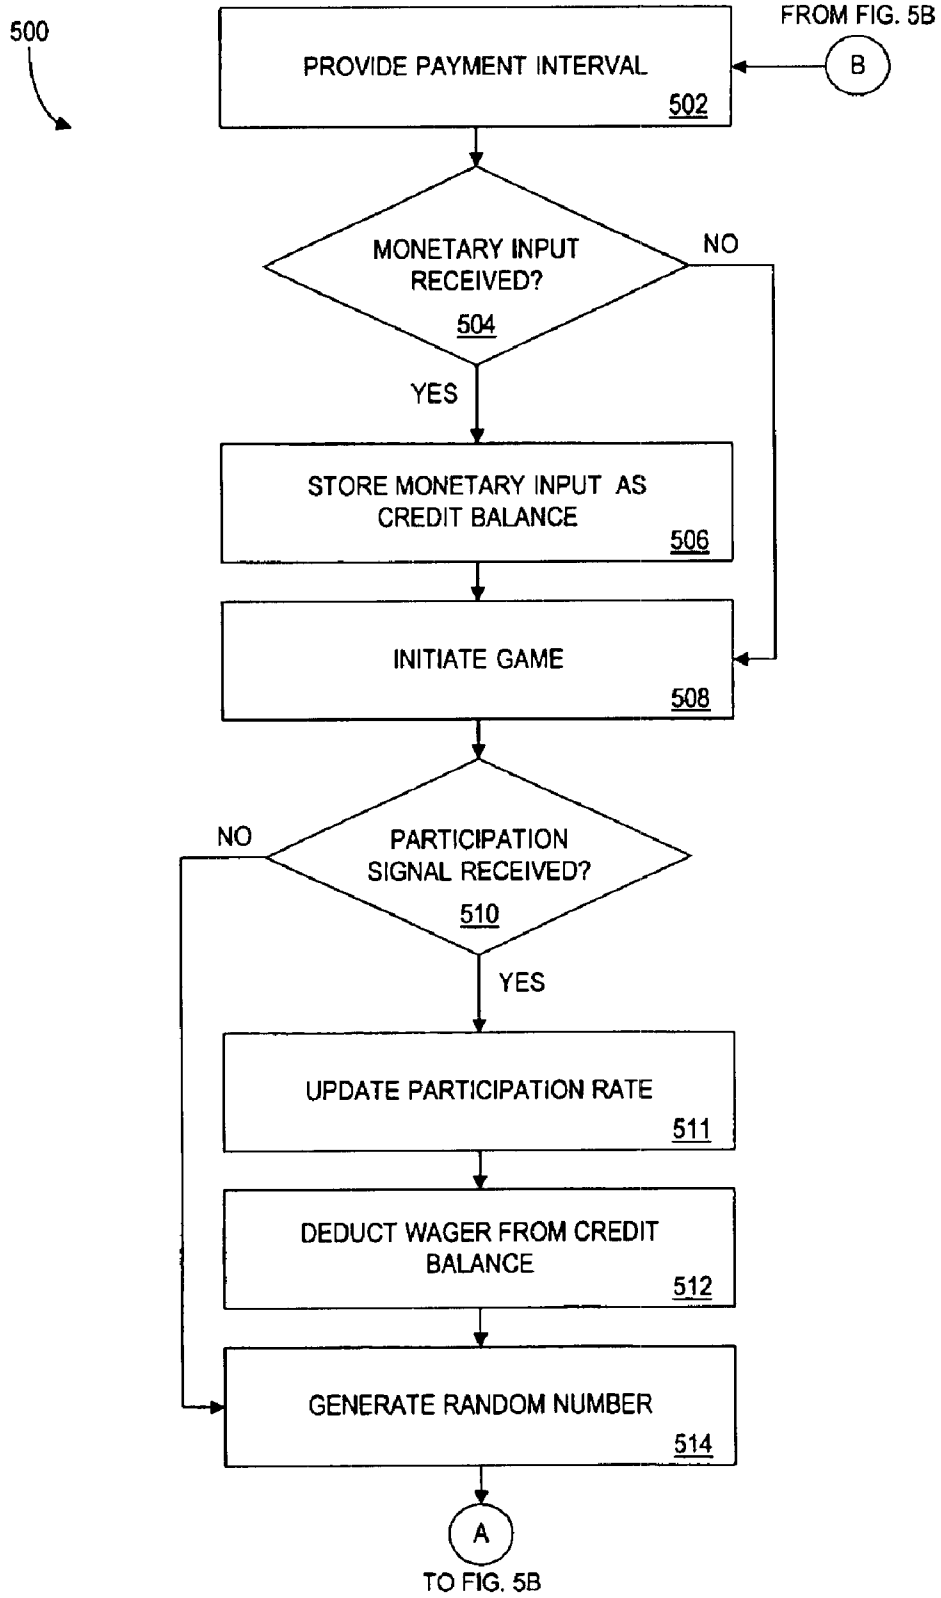 500
FROM FIG. 5B
PROVIDE PAYMENT INTERVAL
502
B
MONETARY INPUT
RECEIVED?
504
NO
YES
STORE MONETARY INPUT AS
CREDIT BALANCE
506
INITIATE GAME
508
NO
PARTICIPATION
SIGNAL RECEIVED?
510
YES
UPDATE PARTICIPATION RATE
511
DEDUCT WAGER FROM CREDIT
BALANCE
512
GENERATE RANDOM NUMBER
514
A
TO FIG. 5B